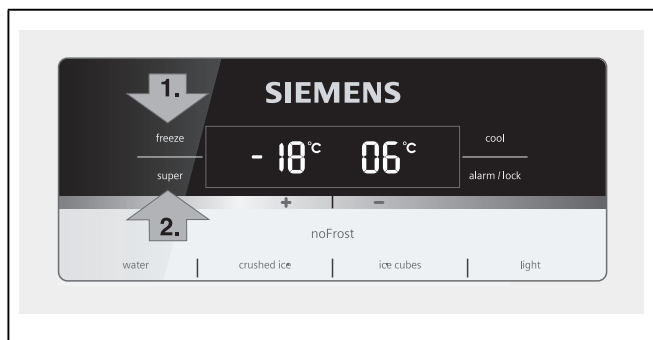 1.
SIEMENS
freeze
- 18°C
06°C
cool
super
alarm / lock
+
−
2.
noFrost
water
crushed ice
ice cubes
light